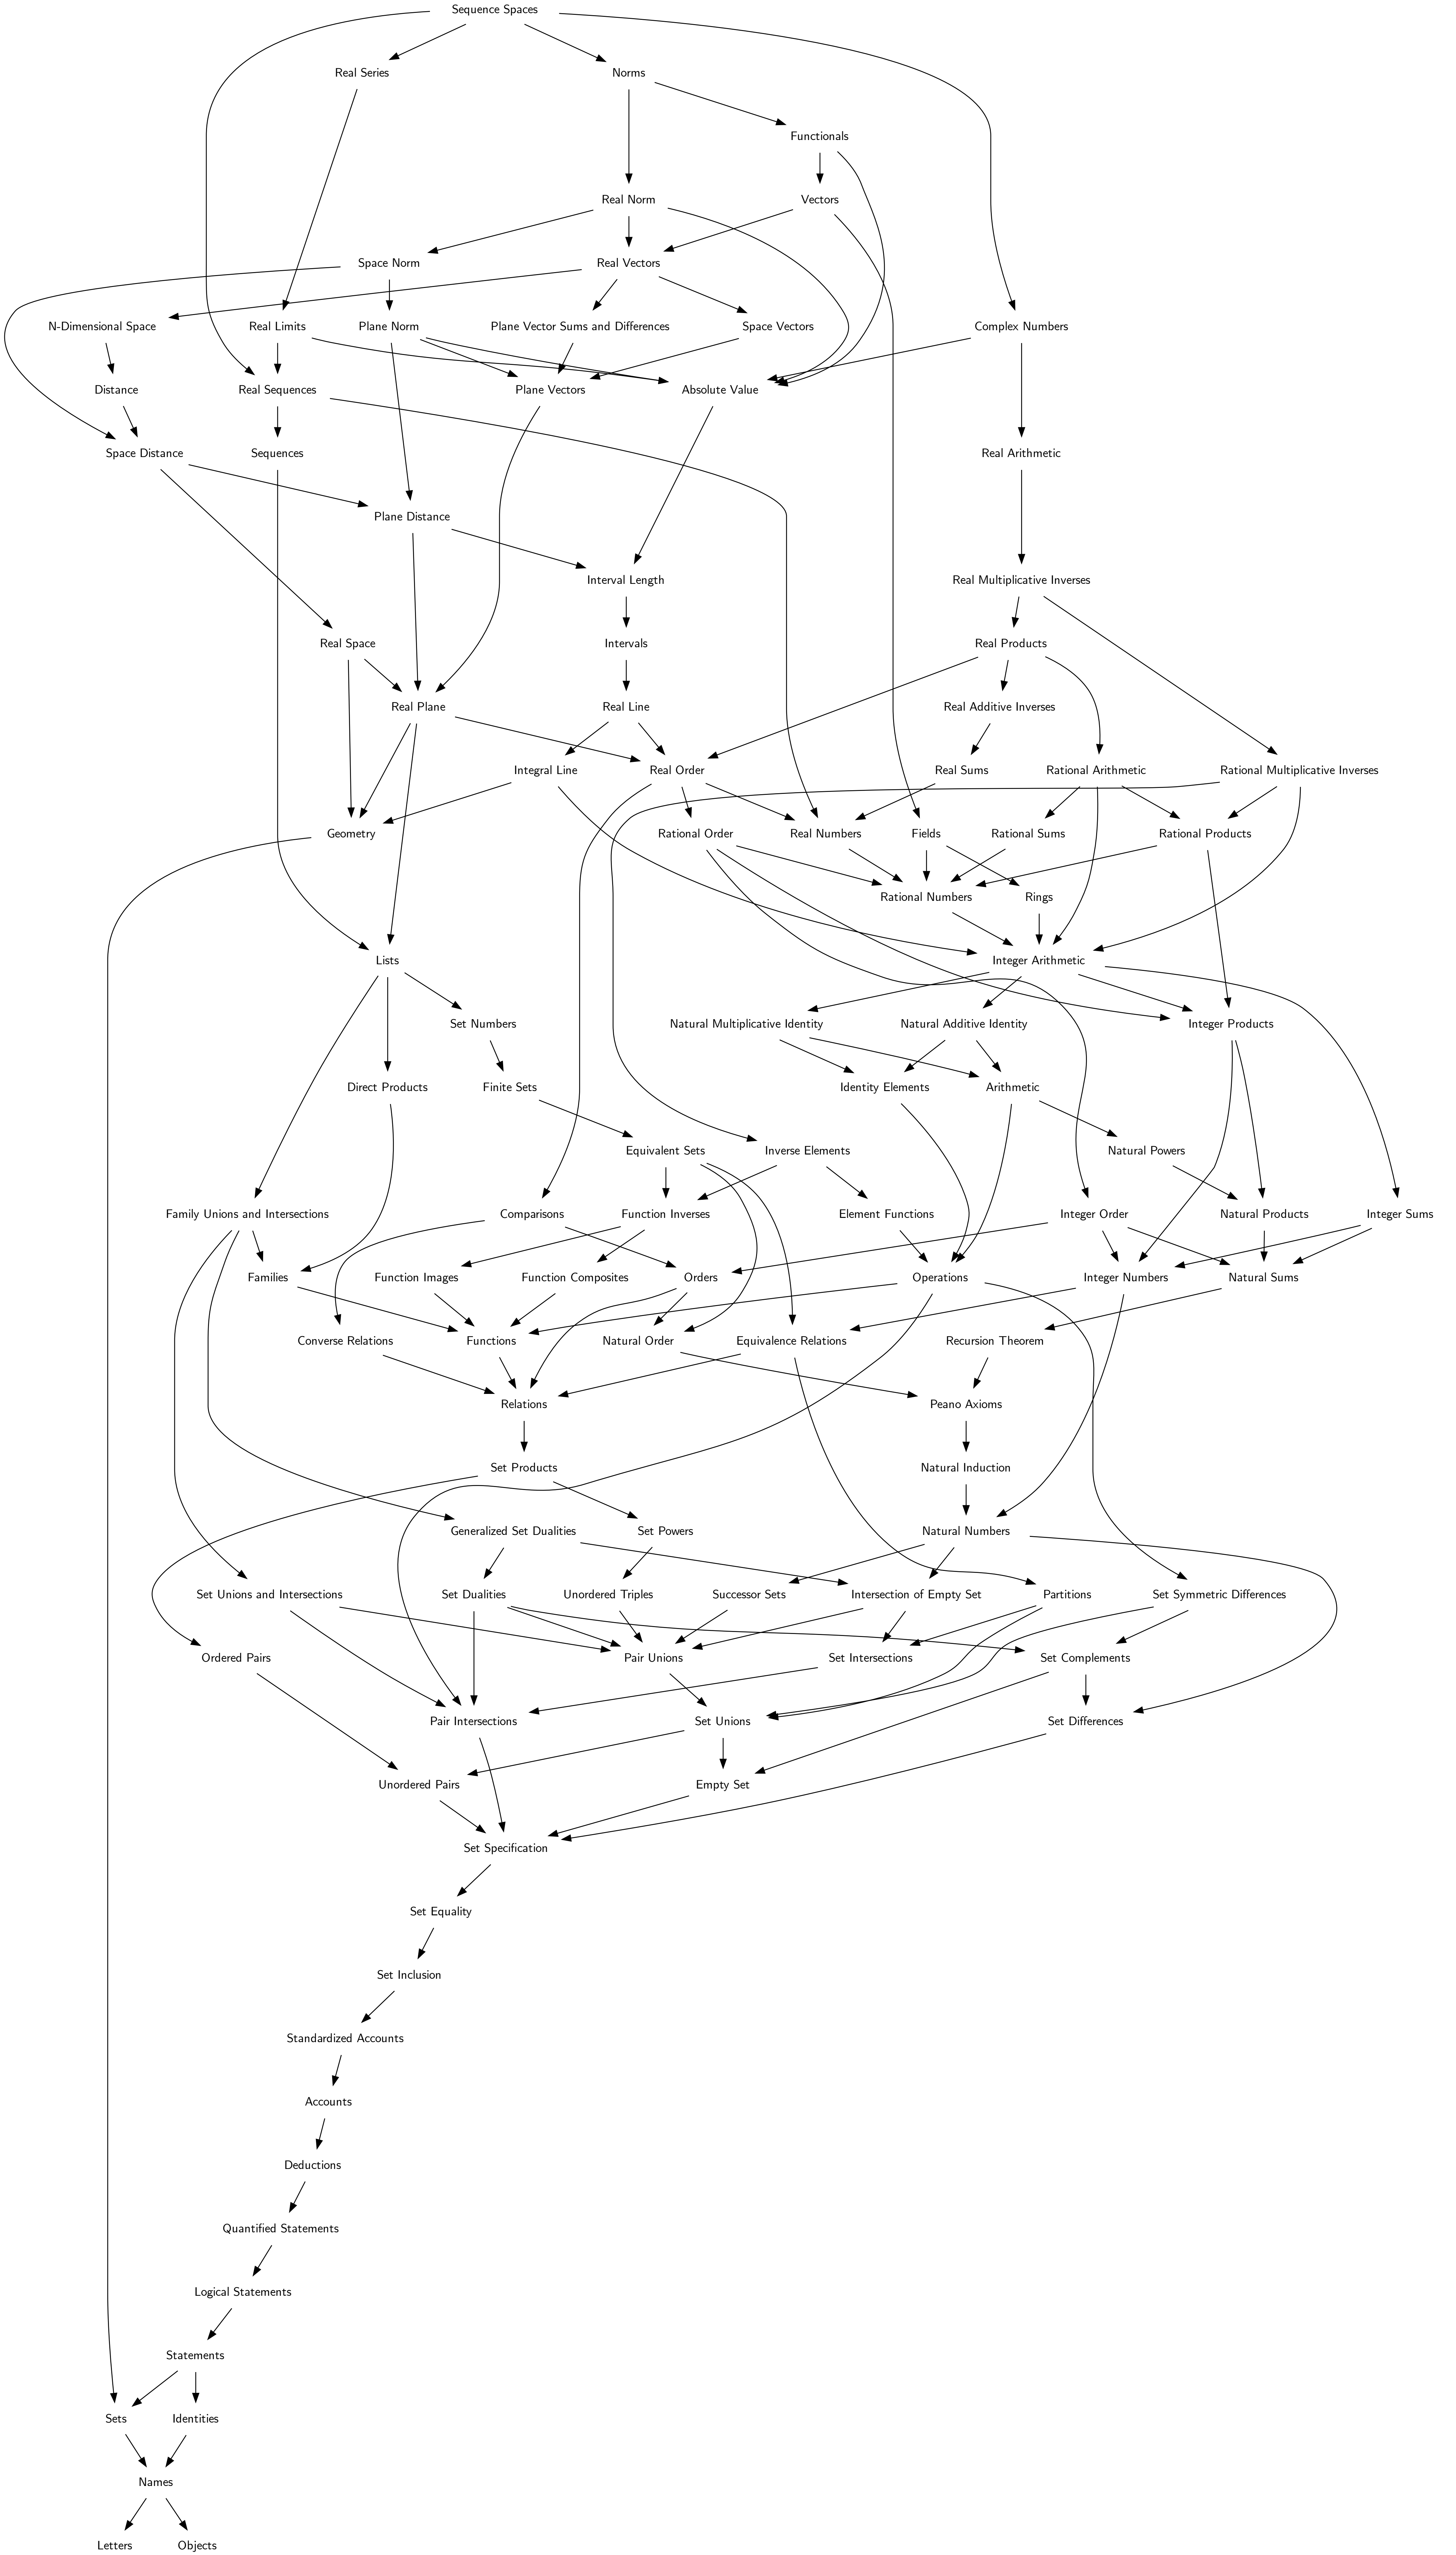 Sequence Spaces
Real Series
Norms
Functionals
Real Norm
Vectors
Space Norm
Real Vectors
N-Dimensional Space
Real Limits
Plane Norm
Plane Vector Sums and Differences
Space Vectors
Complex Numbers
Distance
Real Sequences
Plane Vectors
Absolute Value
Space Distance
Sequences
Real Arithmetic
Plane Distance
Interval Length
Real Multiplicative Inverses
Real Space
Intervals
Real Products
Real Plane
Real Line
Real Additive Inverses
Integral Line
Real Order
Real Sums
Rational Arithmetic
Rational Multiplicative Inverses
Geometry
Rational Order
Real Numbers
Fields
Rational Sums
Rational Products
Rational Numbers
Rings
Lists
Integer Arithmetic
Set Numbers
Natural Multiplicative Identity
Natural Additive Identity
Integer Products
Direct Products
Finite Sets
Identity Elements
Arithmetic
Equivalent Sets
Inverse Elements
Natural Powers
Family Unions and Intersections
Comparisons
Function Inverses
Element Functions
Integer Order
Natural Products
Integer Sums
Families
Function Images
Function Composites
Orders
Operations
Integer Numbers
Natural Sums
Converse Relations
Functions
Natural Order
Equivalence Relations
Recursion Theorem
Relations
Peano Axioms
Set Products
Natural Induction
Generalized Set Dualities
Set Powers
Natural Numbers
Set Unions and Intersections
Set Dualities
Unordered Triples
Successor Sets
Intersection of Empty Set
Partitions
Set Symmetric Differences
Ordered Pairs
Pair Unions
Set Intersections
Set Complements
Pair Intersections
Set Unions
Set Differences
Unordered Pairs
Empty Set
Set Specification
Set Equality
Set Inclusion
Standardized Accounts
Accounts
Deductions
Quantified Statements
Logical Statements
Statements
Sets
Identities
Names
Letters
Objects